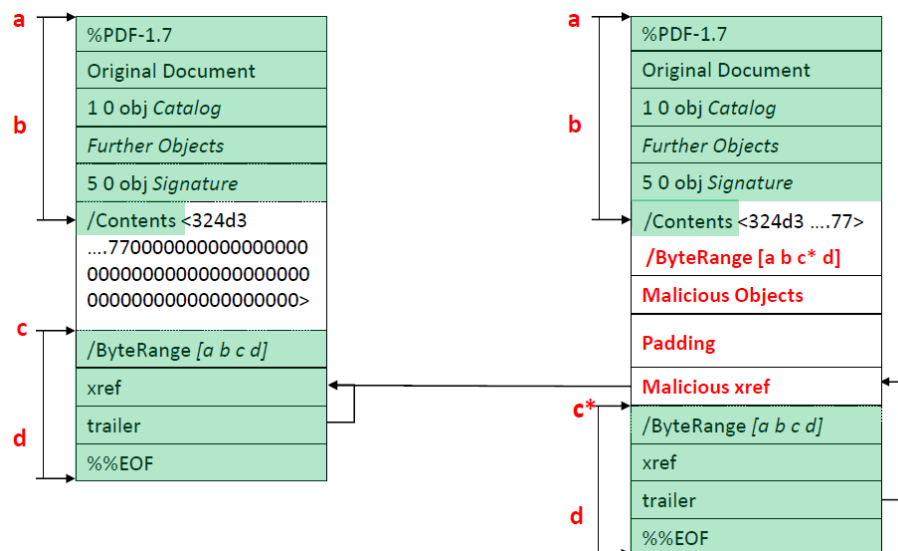 a
%PDF-1.7
Original Document
1 0 obj Catalog
b
Further Objects
5 0 obj Signature
/Contents <324d3
....77000000000000000000
00000000000000000000
0000000000000000000>
c
/ByteRange [a b c d]
xref
trailer
d
%%EOF
a
%PDF-1.7
Original Document
1 0 obj Catalog
b
Further Objects
5 0 obj Signature
/Contents <324d3 ....77>
/ByteRange [a b c* d]
Malicious Objects
Padding
Malicious xref
c*
/ByteRange [a b c d]
xref
trailer
d
%%EOF